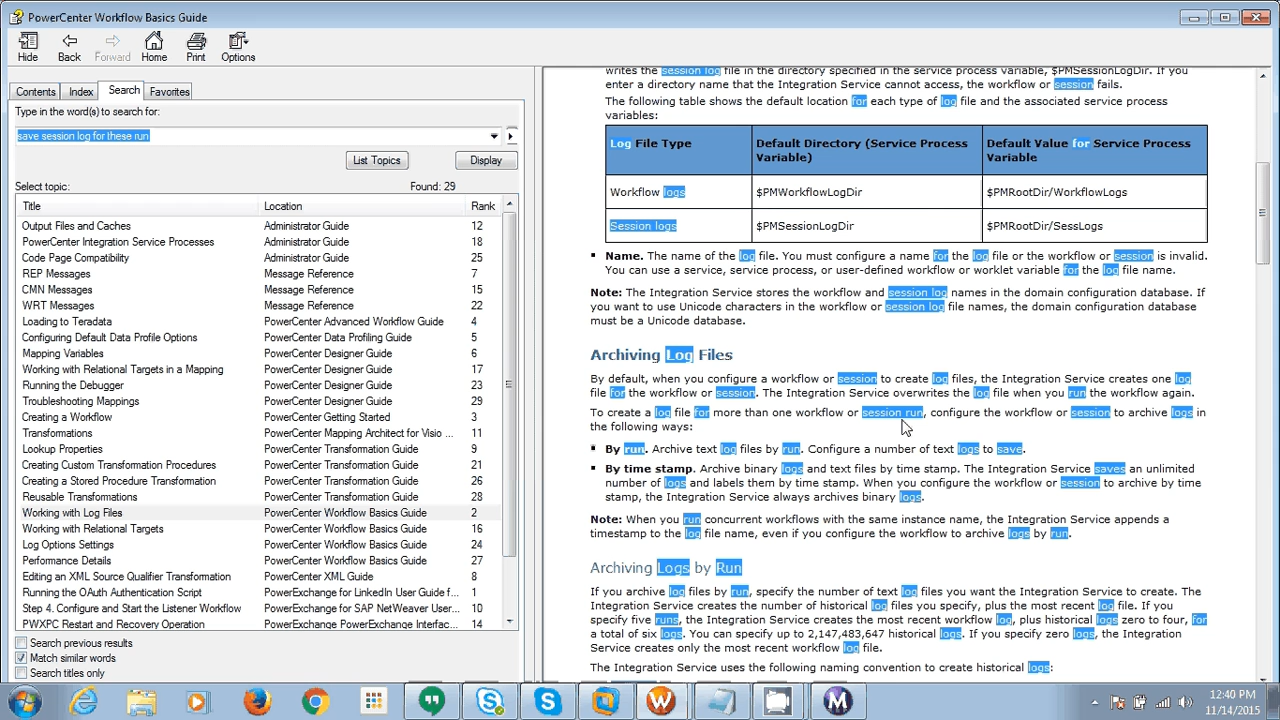 PowerCenter Workflow Basics Guide
Hide Back Forward Home Print Options
Contents Index Search Favorites
Type in the word(s) to search for:
save session log for these run
List Topics Display
Select topic: Found: 29
Title Location Rank
Output Files and Caches Administrator Guide 12
PowerCenter Integration Service Processes Administrator Guide 18
Code Page Compatibility Administrator Guide 25
REP Messages Message Reference 7
CMN Messages Message Reference 15
WRT Messages Message Reference 22
Loading to Teradata PowerCenter Advanced Workflow Guide 4
Configuring Default Data Profile Options PowerCenter Data Profiling Guide 5
Mapping Variables PowerCenter Designer Guide 6
Working with Relational Targets in a Mapping PowerCenter Designer Guide 17
Running the Debugger PowerCenter Designer Guide 23
Troubleshooting Mappings PowerCenter Designer Guide 29
Creating a Workflow PowerCenter Getting Started 3
Transformations PowerCenter Mapping Architect for Visio ... 13
Lookup Properties PowerCenter Transformation Guide 9
Creating Custom Transformation Procedures PowerCenter Transformation Guide 21
Creating a Stored Procedure Transformation PowerCenter Transformation Guide 26
Reusable Transformations PowerCenter Transformation Guide 28
Working with Log Files PowerCenter Workflow Basics Guide 2
Working with Relational Targets PowerCenter Workflow Basics Guide 16
Log Options Settings PowerCenter Workflow Basics Guide 24
Performance Details PowerCenter Workflow Basics Guide 27
Editing an XML Source Qualifier Transformation PowerCenter XML Guide 8
Running the OAuth Authentication Script PowerExchange for LinkedIn User Guide f... 1
Step 4. Configure and Start the Listener Workflow PowerExchange for SAP NetWeaver User... 10
PWXPC Restart and Recovery Operation PowerExchange PowerExchange Interfac... 14
Search previous results
Match similar words
Search titles only
writes the session log file in the directory specified in the service process variable, $PMSessionLogDir. If you
enter a directory name that the Integration Service cannot access, the workflow or session fails.
The following table shows the default location for each type of log file and the associated service process
variables:
Log File Type Default Directory (Service Process Variable) Default Value for Service Process Variable
Workflow logs $PMWorkflowLogDir $PMRootDir/WorkflowLogs
Session logs $PMSessionLogDir $PMRootDir/SessLogs
Name. The name of the log file. You must configure a name for the log file or the workflow or session is invalid.
You can use a service, service process, or user-defined workflow or worklet variable for the log file name.
Note: The Integration Service stores the workflow and session log names in the domain configuration database. If
you want to use Unicode characters in the workflow or session log file names, the domain configuration database
must be a Unicode database.
Archiving Log Files
By default, when you configure a workflow or session to create log files, the Integration Service creates one log
file for the workflow or session. The Integration Service overwrites the log file when you run the workflow again.
To create a log file for more than one workflow or session run, configure the workflow or session to archive logs in
the following ways:
By run. Archive text log files by run. Configure a number of text logs to save.
By time stamp. Archive binary logs and text files by time stamp. The Integration Service saves an unlimited
number of logs and labels them by time stamp. When you configure the workflow or session to archive by time
stamp, the Integration Service always archives binary logs.
Note: When you run concurrent workflows with the same instance name, the Integration Service appends a
timestamp to the log file name, even if you configure the workflow to archive logs by run.
Archiving Logs by Run
If you archive log files by run, specify the number of text log files you want the Integration Service to create. The
Integration Service creates the number of historical log files you specify, plus the most recent log file. If you
specify five runs, the Integration Service creates the most recent workflow log, plus historical logs zero to four, for
a total of six logs. You can specify up to 2,147,483,647 historical logs. If you specify zero logs, the Integration
Service creates only the most recent workflow log file.
The Integration Service uses the following naming convention to create historical logs:
12:40 PM
11/14/2015